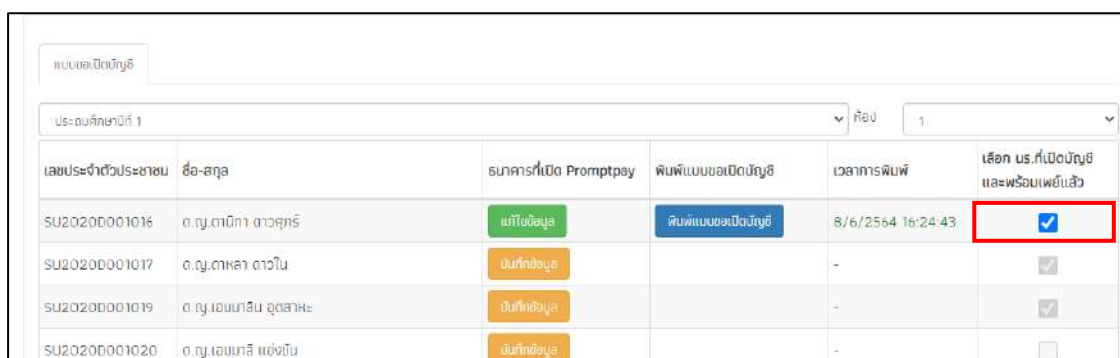 แบบขอเปิดบัญชี
ประถมศึกษาปีที่ 1 ห้อง 1
เลขประจำตัวประชาชน ชื่อ-สกุล ธนาคารที่เปิด Promptpay พิมพ์แบบขอเปิดบัญชี เวลาการพิมพ์ เลือก นร.ที่เปิดบัญชี
และพร้อมเพย์แล้ว
SU2020D001016 ด.ญ.ดานิกา ดาวศุกร์ แก้ไขข้อมูล พิมพ์แบบขอเปิดบัญชี 8/6/2564 16:24:43
SU2020D001017 ด.ญ.ดาหลา ดาวใน บันทึกข้อมูล -
SU2020D001019 ด.ญ.เอมมาลิน อุตสาหะ บันทึกข้อมูล -
SU2020D001020 ด.ญ.เอมมาลี แข่งขัน บันทึกข้อมูล -